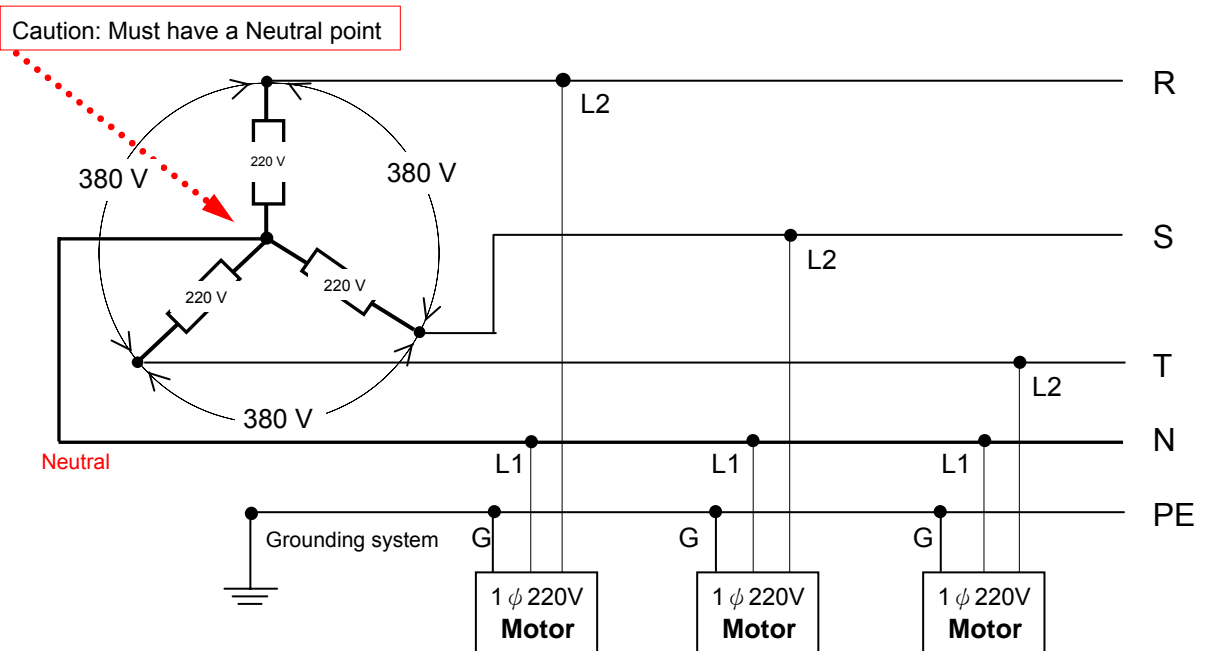 Caution: Must have a Neutral point
R
L2
220 V
380 V
380 V
S
L2
220 V
220 V
T
L2
380 V
N
Neutral
L1
L1
L1
PE
Grounding system
G
G
G
1 ϕ 220V
Motor
1 ϕ 220V
Motor
1 ϕ 220V
Motor